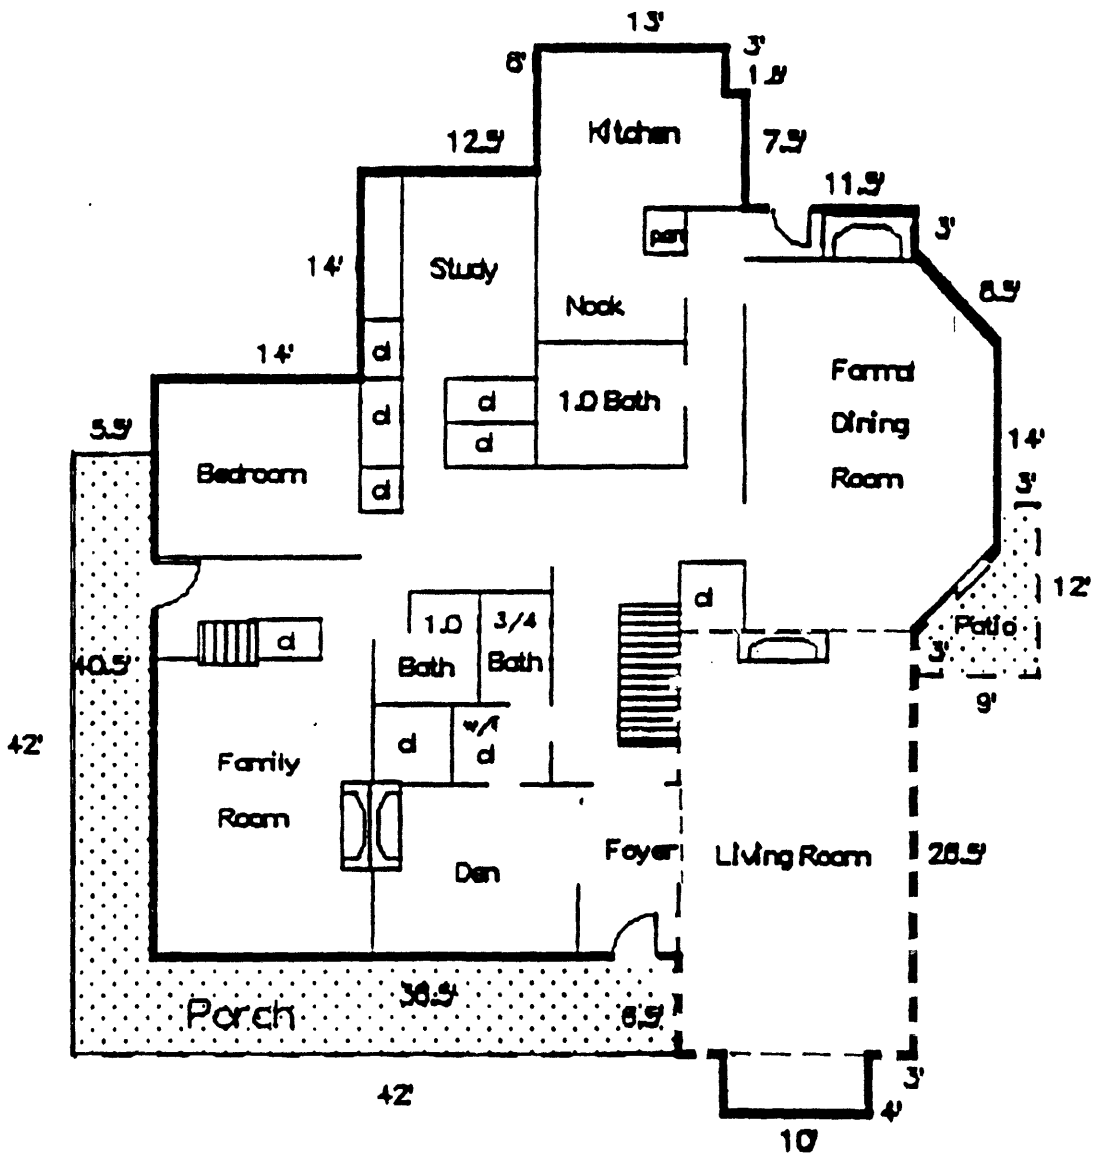 13'
3'
8'
1.5'
Kitchen
12.5'
7.5'
11.5'
pan
3'
14'
Study
8.5'
Nook
14'
cl
Formal
cl
cl
1.0 Bath
Dining
5.5'
cl
14'
Bedroom
Room
cl
3'
12'
cl
1.0
3/4
Patio
cl
Bath
Bath
3'
40.5'
9'
w/r
42'
cl
cl
Family
Room
Foyer
Living Room
28.5'
Den
36.5'
Porch
6.5'
3'
42'
4'
10'